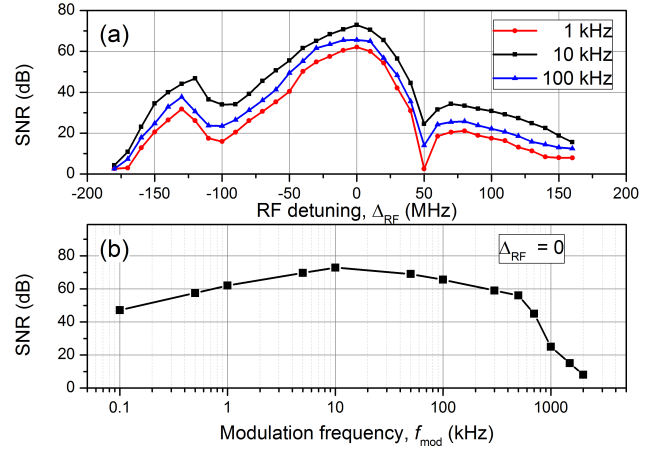 80
60
40
20
0
SNR (dB)
(a)
1 kHz
10 kHz
100 kHz
-200 -150 -100 -50 0 50 100 150 200
RF detuning, Δ_RF (MHz)
80
60
40
20
0
SNR (dB)
(b)
Δ_RF = 0
0.1 1 10 100 1000
Modulation frequency, f_mod (kHz)